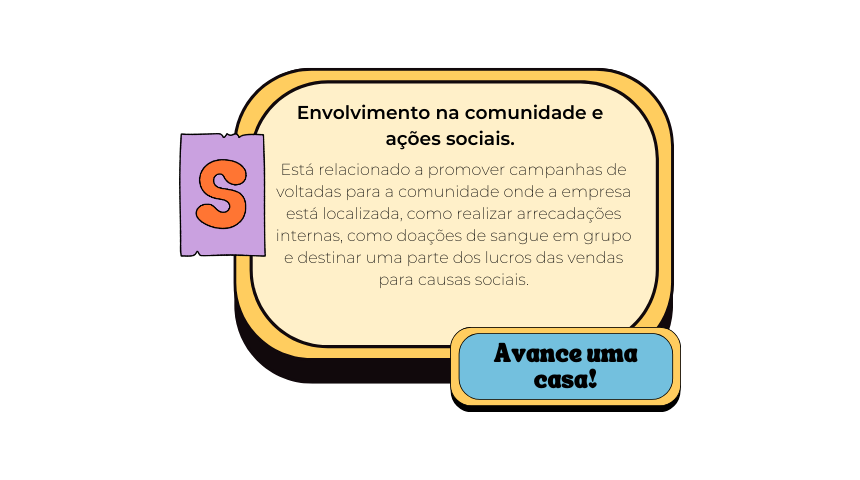 Envolvimento na comunidade e
ações sociais.
S
Está relacionado a promover campanhas de
voltadas para a comunidade onde a empresa
está localizada, como realizar arrecadações
internas, como doações de sangue em grupo
e destinar uma parte dos lucros das vendas
para causas sociais.
Avance uma
casa!